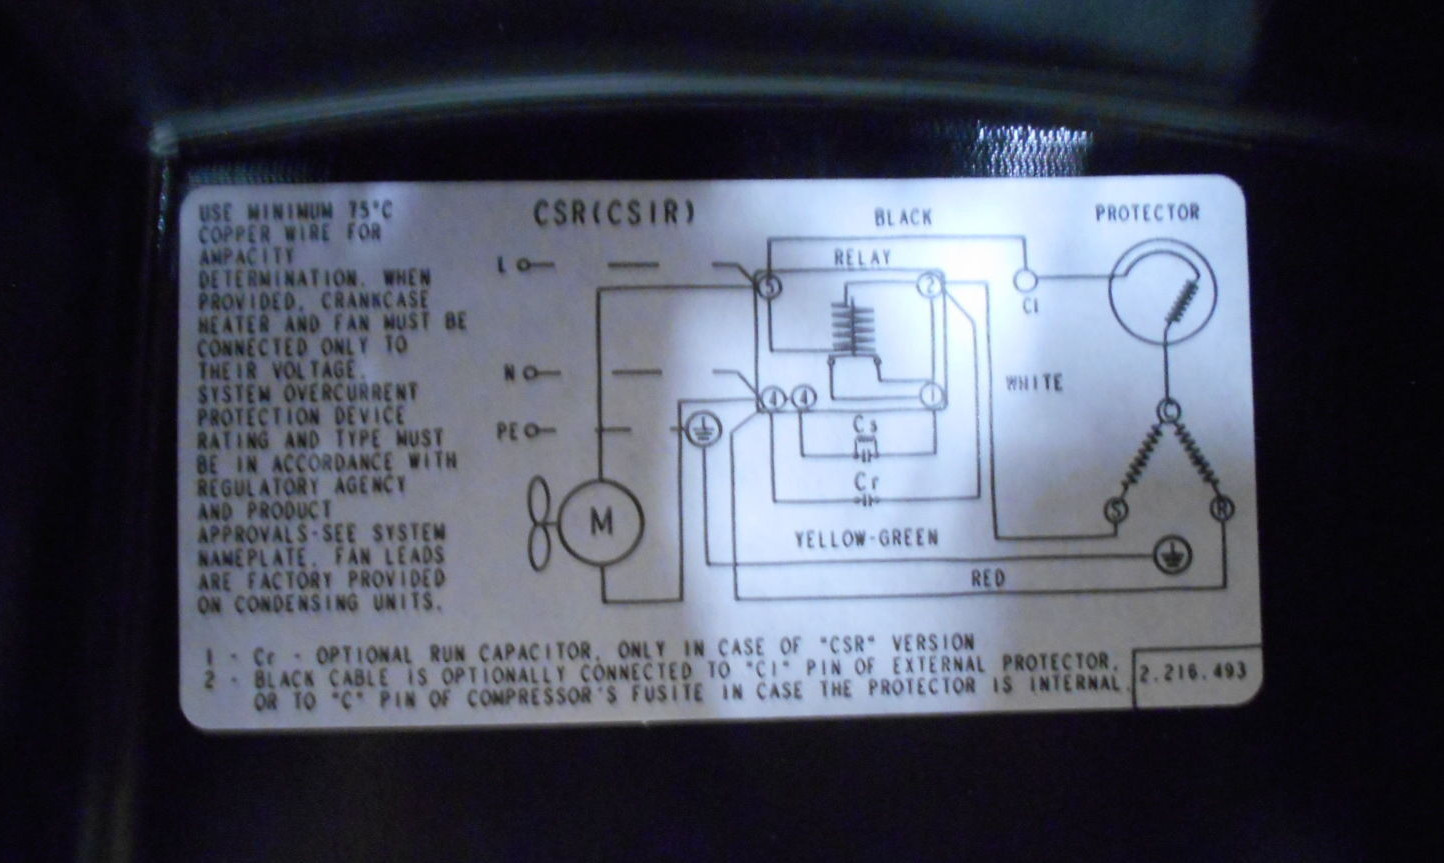 USE MINIMUM 75°C
COPPER WIRE FOR
AMPACITY
DETERMINATION. WHEN
PROVIDED, CRANKCASE
HEATER AND FAN MUST BE
CONNECTED ONLY TO
THEIR VOLTAGE.
SYSTEM OVERCURRENT
PROTECTION DEVICE
RATING AND TYPE MUST
BE IN ACCORDANCE WITH
REGULATORY AGENCY
AND PRODUCT
APPROVALS-SEE SYSTEM
NAMEPLATE. FAN LEADS
ARE FACTORY PROVIDED
ON CONDENSING UNITS.
CSR(CSIR)
BLACK
PROTECTOR
L
RELAY
5
2
C1
N
WHITE
4
4
1
C
PE
Cs
Cr
S
R
M
YELLOW-GREEN
RED
1 - Cr - OPTIONAL RUN CAPACITOR, ONLY IN CASE OF "CSR" VERSION
2 - BLACK CABLE IS OPTIONALLY CONNECTED TO "C1" PIN OF EXTERNAL PROTECTOR,
OR TO "C" PIN OF COMPRESSOR'S FUSITE IN CASE THE PROTECTOR IS INTERNAL.
2.216.493